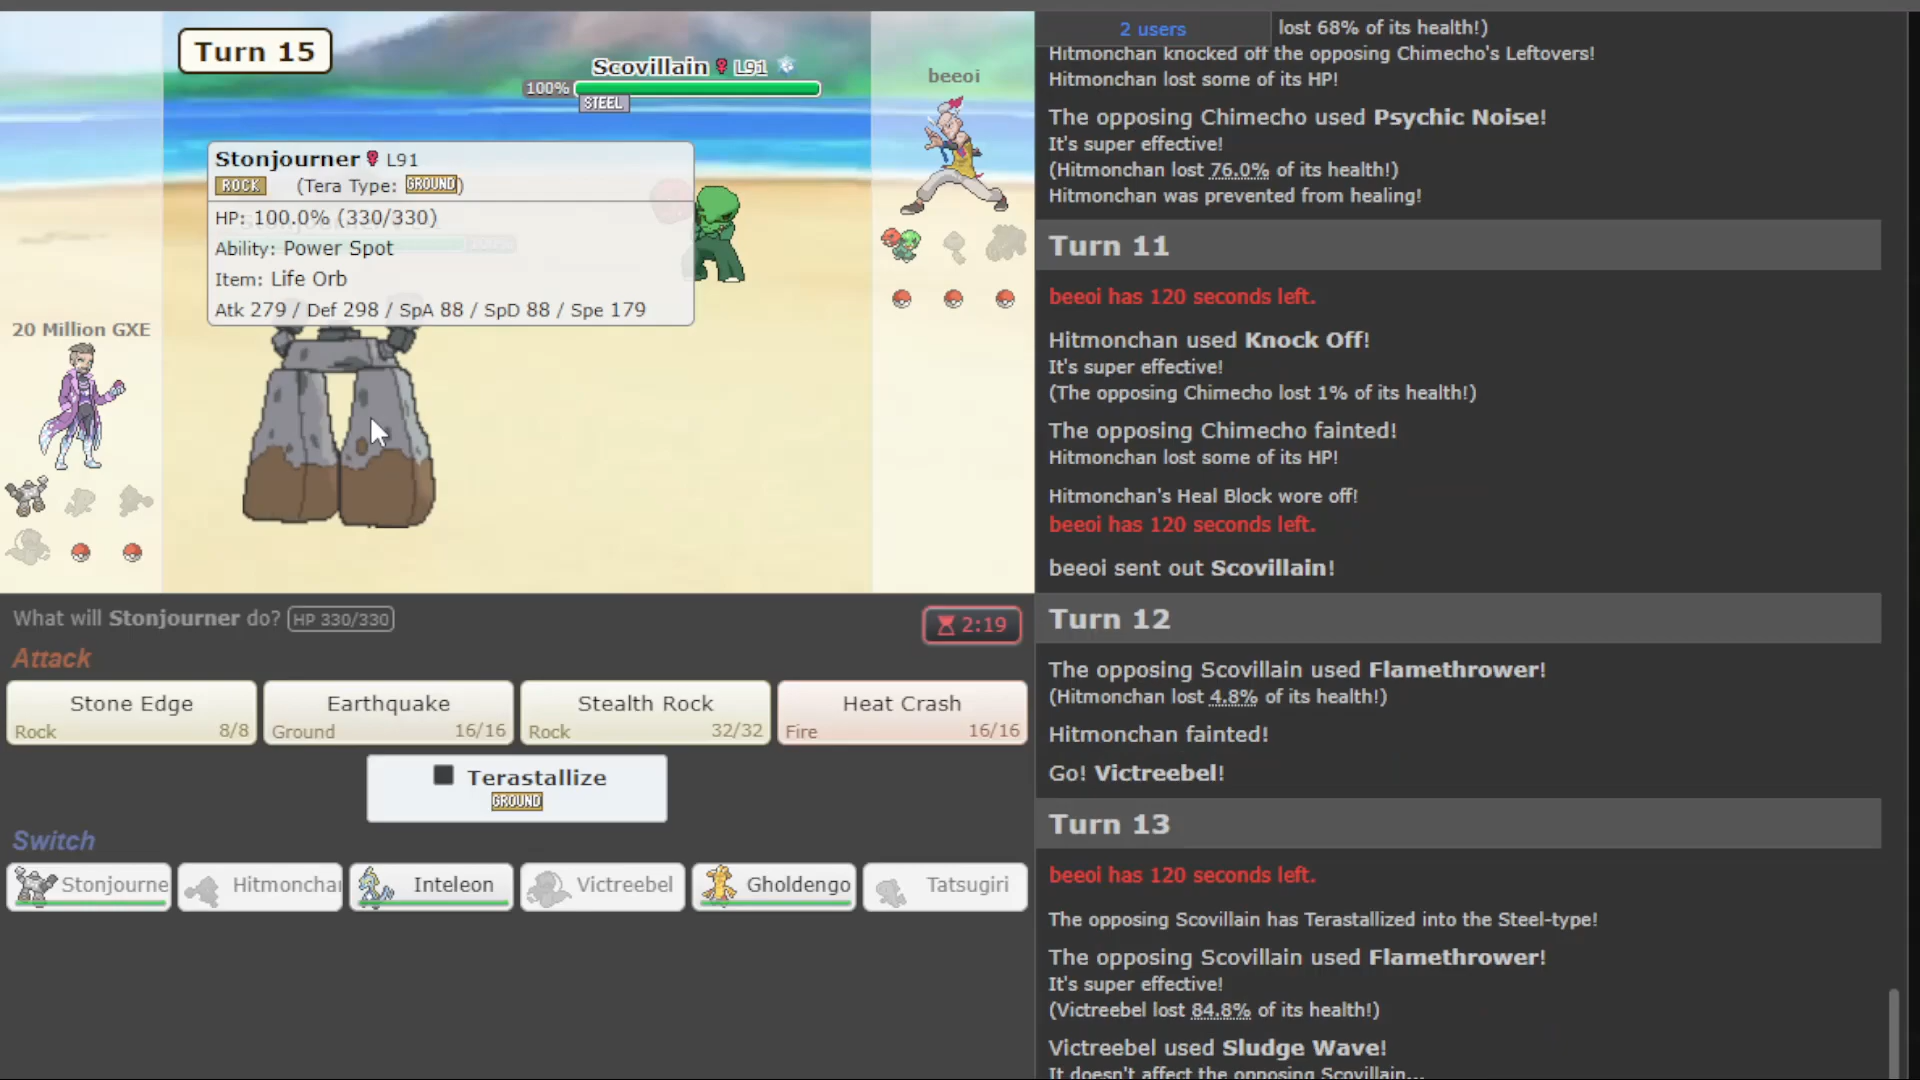 Turn 15
Scovillain L91
100%
STEEL
beeoi
Stonjourner L91
ROCK (Tera Type: GROUND)
HP: 100.0% (330/330)
Ability: Power Spot
Item: Life Orb
Atk 279 / Def 298 / SpA 88 / SpD 88 / Spe 179
20 Million GXE
What will Stonjourner do? HP 330/330
2:19
Attack
Stone Edge
Rock 8/8
Earthquake
Ground 16/16
Stealth Rock
Rock 32/32
Heat Crash
Fire 16/16
Terastallize
GROUND
Switch
Stonjourne
Hitmoncha
Inteleon
Victreebel
Gholdengo
Tatsugiri
2 users
lost 68% of its health!)
Hitmonchan knocked off the opposing Chimecho's Leftovers!
Hitmonchan lost some of its HP!
The opposing Chimecho used Psychic Noise!
It's super effective!
(Hitmonchan lost 76.0% of its health!)
Hitmonchan was prevented from healing!
Turn 11
beeoi has 120 seconds left.
Hitmonchan used Knock Off!
It's super effective!
(The opposing Chimecho lost 1% of its health!)
The opposing Chimecho fainted!
Hitmonchan lost some of its HP!
Hitmonchan's Heal Block wore off!
beeoi has 120 seconds left.
beeoi sent out Scovillain!
Turn 12
The opposing Scovillain used Flamethrower!
(Hitmonchan lost 4.8% of its health!)
Hitmonchan fainted!
Go! Victreebel!
Turn 13
beeoi has 120 seconds left.
The opposing Scovillain has Terastallized into the Steel-type!
The opposing Scovillain used Flamethrower!
It's super effective!
(Victreebel lost 84.8% of its health!)
Victreebel used Sludge Wave!
It doesn't affect the opposing Scovillain...